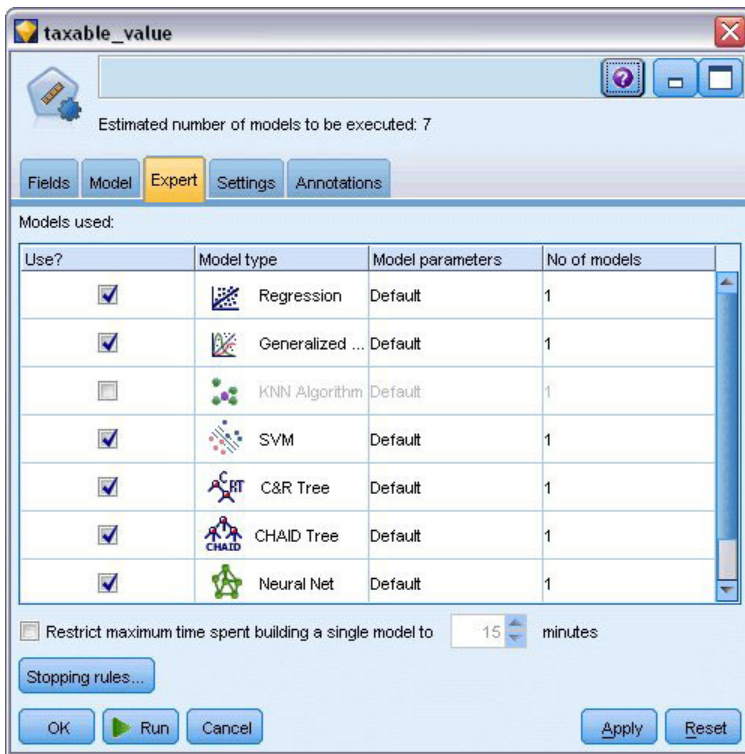 taxable_value
Estimated number of models to be executed: 7
Fields Model Expert Settings Annotations
Models used:
Use? Model type Model parameters No of models
Regression Default 1
Generalized ... Default 1
KNN Algorithm Default 1
SVM Default 1
C&R Tree Default 1
CHAID Tree Default 1
Neural Net Default 1
Restrict maximum time spent building a single model to 15 minutes
Stopping rules...
OK Run Cancel Apply Reset